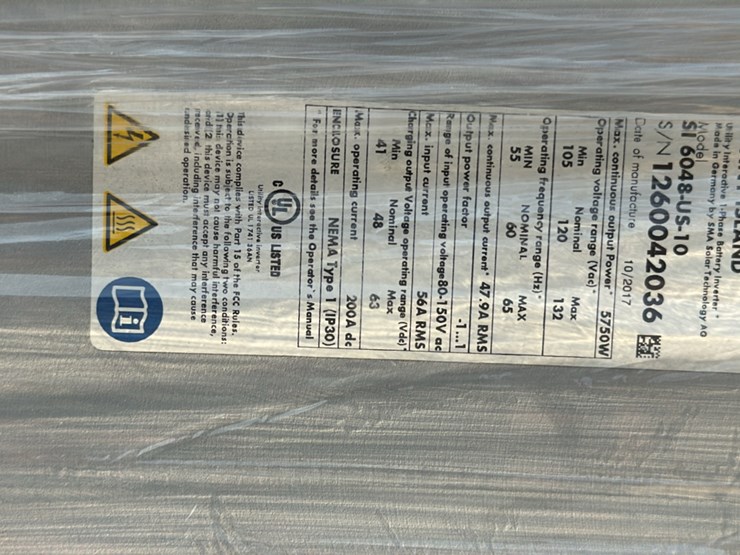 ISLAND
Utility Interactive 1-Phase Battery Inverter
Made in Germany by SMA Solar Technology AG
Model
SI 6048-US-10
S/N 1260042036
Date of manufacture 10/2017
Max. continuous output Power* 5750W
Operating voltage range (Vac)*
Min Nominal Max
105 120 132
Operating frequency range (Hz)*
MIN NOMINAL MAX
55 60 65
Max. continuous output current* 47.9A RMS
Output power factor -1...1
Range of input operating voltage 80-150V ac
Max. input current 56A RMS
Charging output Voltage operating range (Vdc)*
Min Nominal Max
41 48 63
Max. operating current 200A dc
ENCLOSURE NEMA Type 1 (IP30)
* For more details see the Operator's Manual
c UL US LISTED
Utility Interactive Inverter
LISTED UL 1741 36AN
This device complies with Part 15 of the FCC Rules.
Operation is subject to the following two conditions:
(1) this device may not cause harmful interference,
and (2) this device must accept any interference
received, including interference that may cause
undesired operation.
i